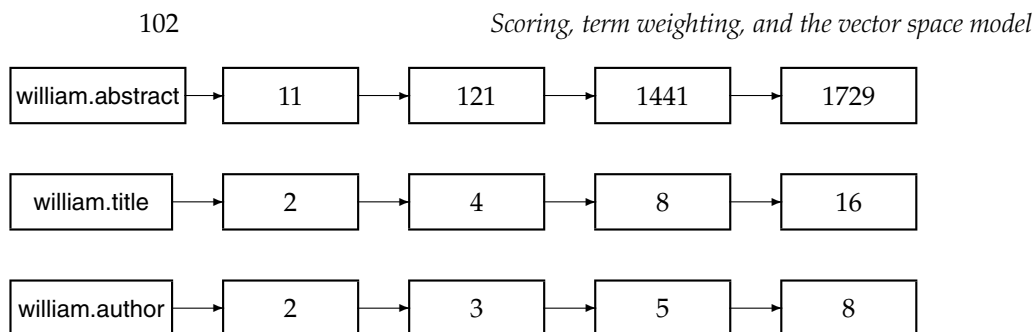 102 Scoring, term weighting, and the vector space model
william.abstract 11 121 1441 1729
william.title 2 4 8 16
william.author 2 3 5 8